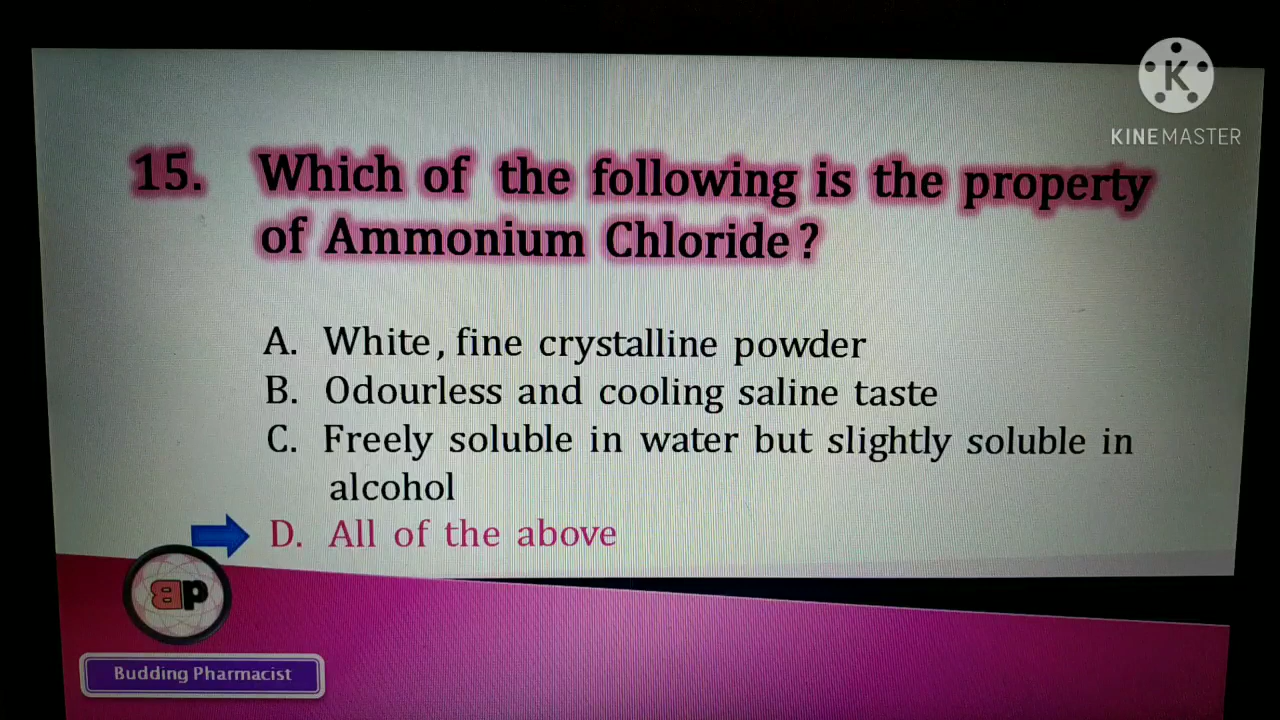 K
KINEMASTER
15. Which of the following is the property
of Ammonium Chloride?
A. White, fine crystalline powder
B. Odourless and cooling saline taste
C. Freely soluble in water but slightly soluble in
alcohol
D. All of the above
BP
Budding Pharmacist